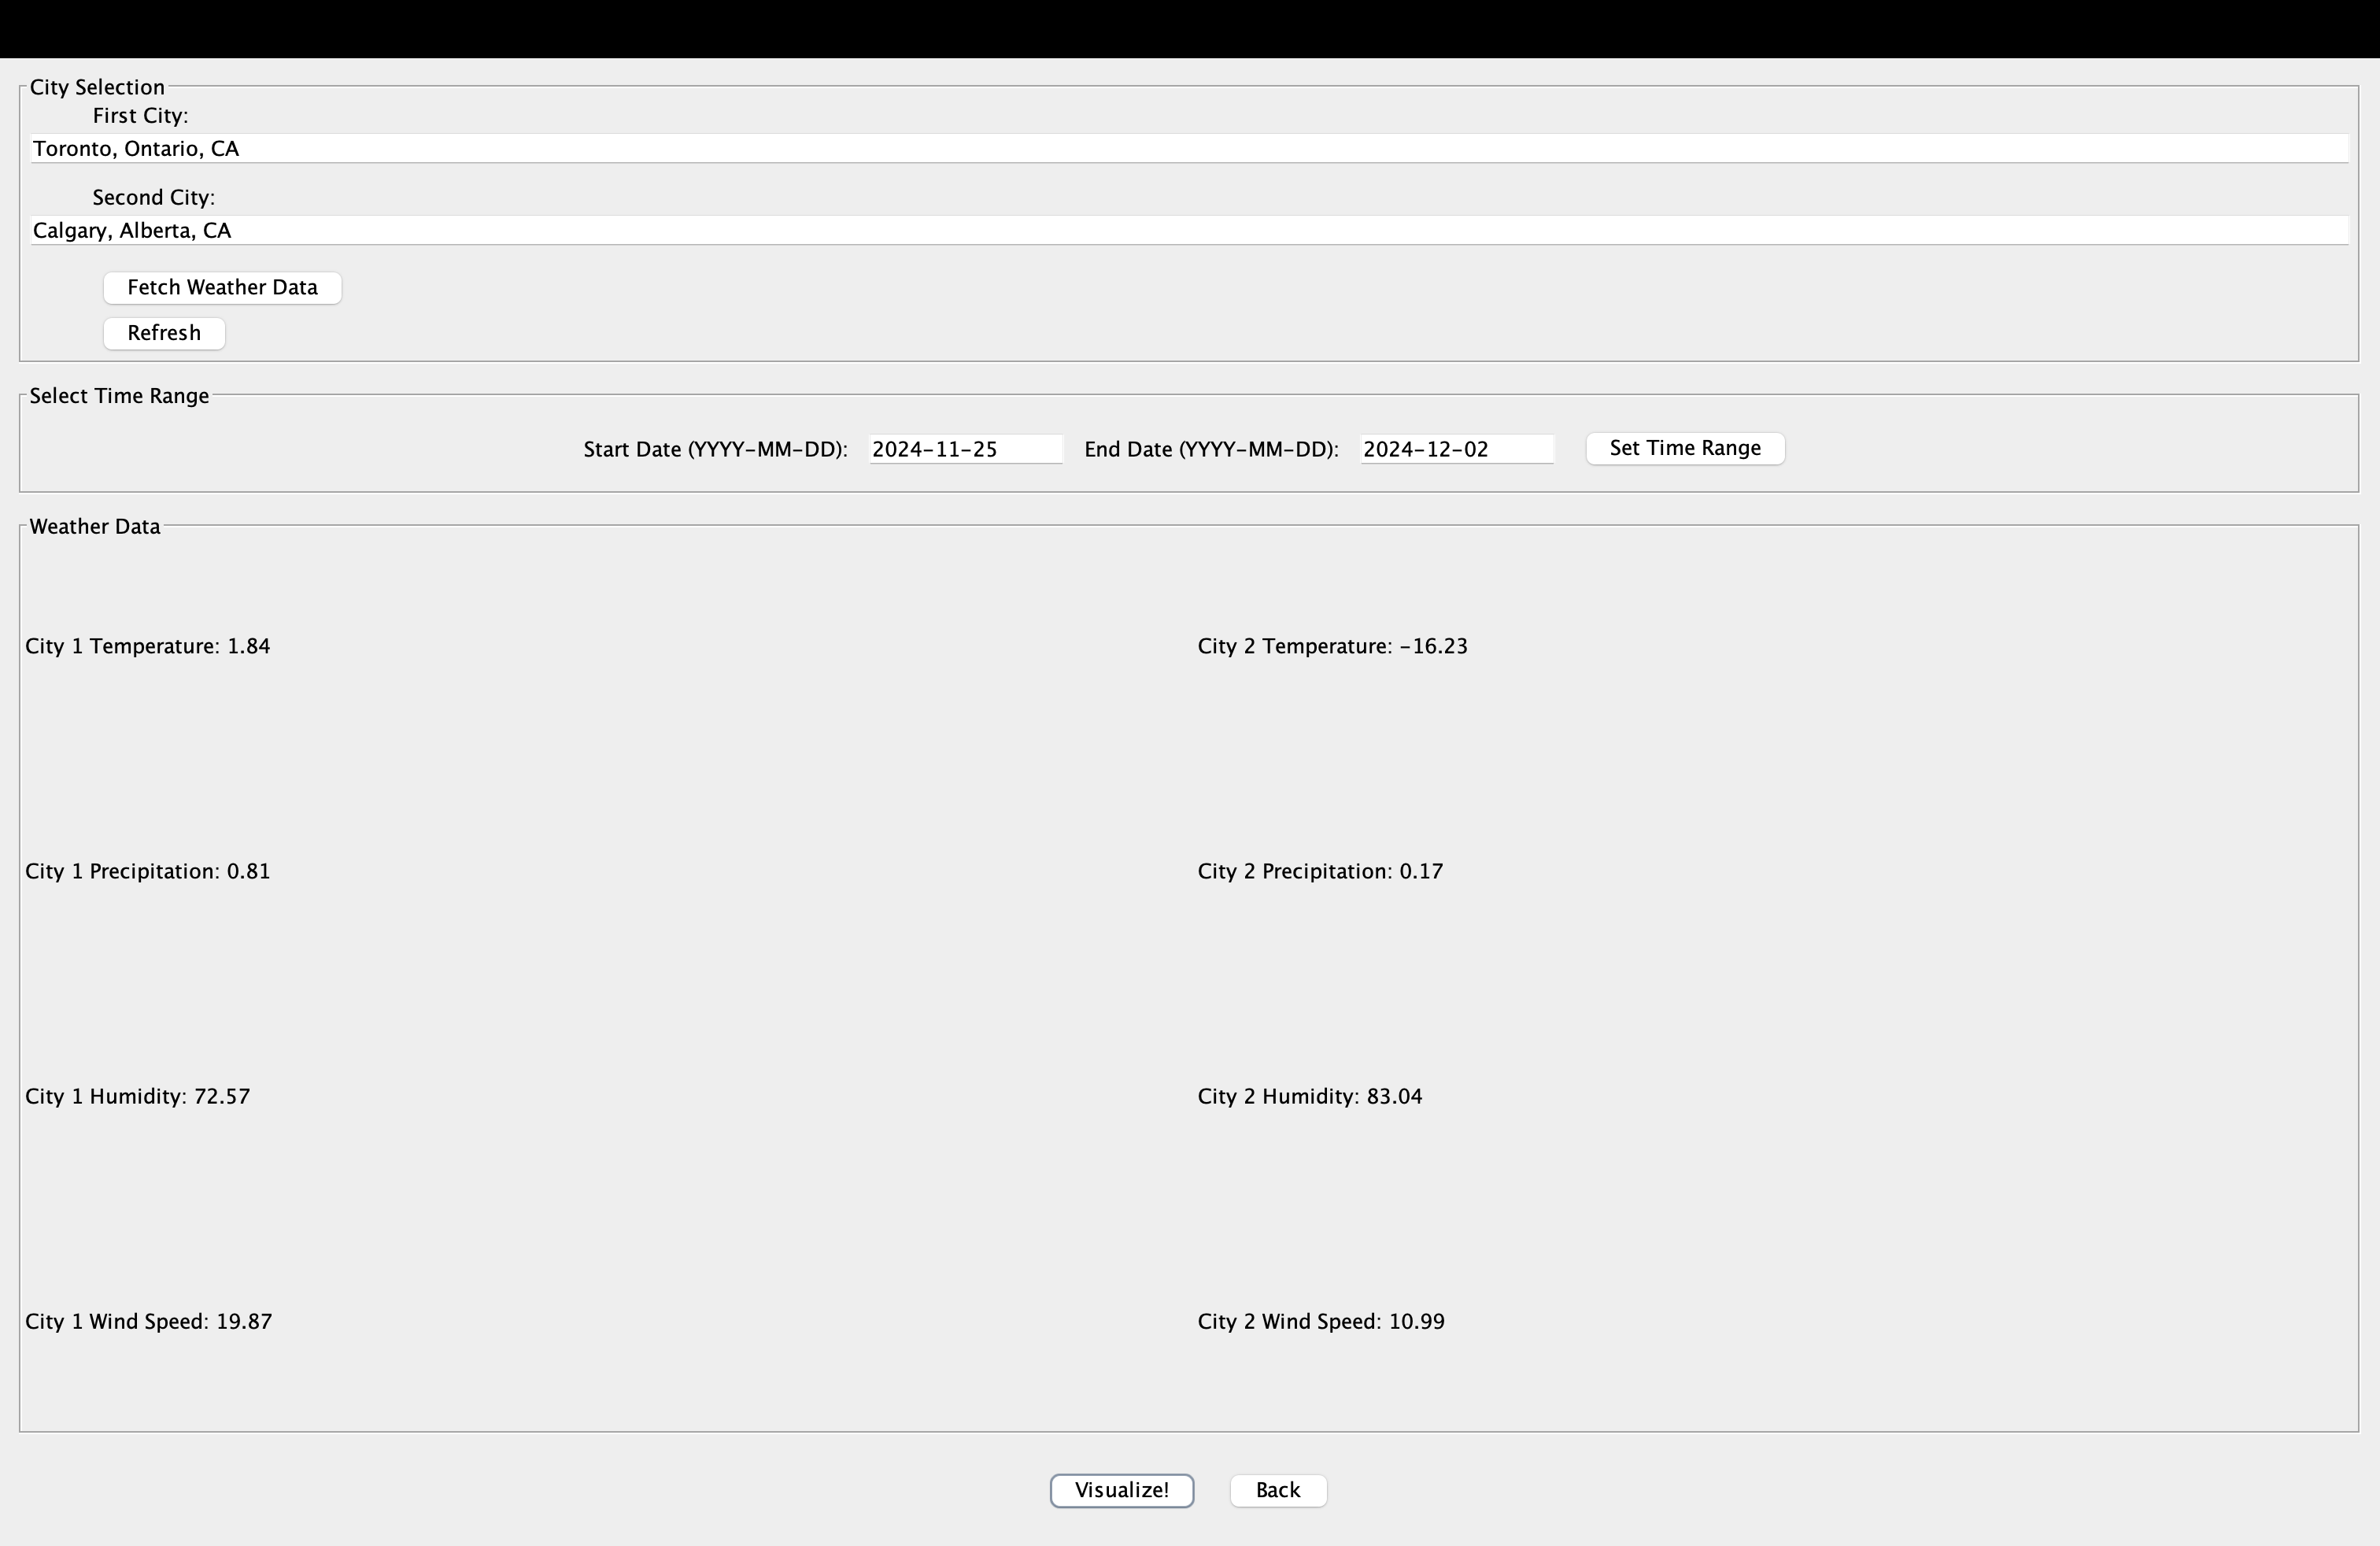 City Selection
First City:
Toronto, Ontario, CA
Second City:
Calgary, Alberta, CA
Fetch Weather Data
Refresh
Select Time Range
Start Date (YYYY-MM-DD): 2024-11-25 End Date (YYYY-MM-DD): 2024-12-02 Set Time Range
Weather Data
City 1 Temperature: 1.84 City 2 Temperature: -16.23
City 1 Precipitation: 0.81 City 2 Precipitation: 0.17
City 1 Humidity: 72.57 City 2 Humidity: 83.04
City 1 Wind Speed: 19.87 City 2 Wind Speed: 10.99
Visualize! Back